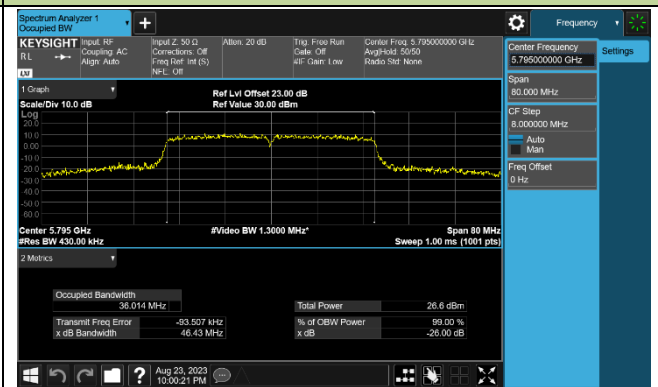 Spectrum Analyzer 1
Occupied BW
Frequency
KEYSIGHT
RL
LXI
Input: RF
Coupling: AC
Align: Auto
Input Z: 50 Ω
Corrections: Off
Freq Ref: Int (S)
NFE: Off
Atten: 20 dB
Trig: Free Run
Gate: Off
#IF Gain: Low
Center Freq: 5.795000000 GHz
Avg|Hold: 50/50
Radio Std: None
Center Frequency
5.795000000 GHz
Settings
Span
80.000 MHz
CF Step
8.000000 MHz
Auto
Man
Freq Offset
0 Hz
1 Graph
Scale/Div 10.0 dB
Ref Lvl Offset 23.00 dB
Ref Value 30.00 dBm
Log
20.0
10.0
0.00
-10.0
-20.0
-30.0
-40.0
-50.0
-60.0
Center 5.795 GHz
#Video BW 1.3000 MHz*
Span 80 MHz
#Res BW 430.00 kHz
Sweep 1.00 ms (1001 pts)
2 Metrics
Occupied Bandwidth
36.014 MHz
Total Power
26.6 dBm
Transmit Freq Error
-93.507 kHz
% of OBW Power
99.00 %
x dB Bandwidth
46.43 MHz
x dB
-26.00 dB
Aug 23, 2023
10:00:21 PM